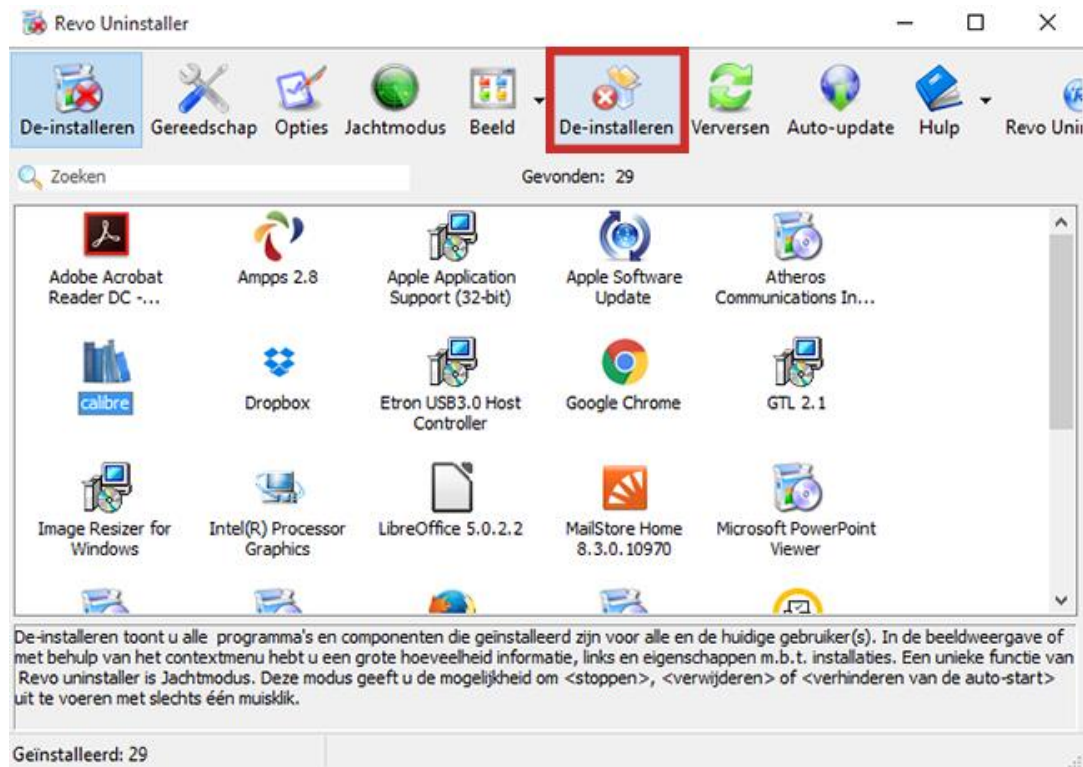 Revo Uninstaller
De-installeren Gereedschap Opties Jachtmodus Beeld De-installeren Verversen Auto-update Hulp Revo Uni
Zoeken
Gevonden: 29
Adobe Acrobat
Reader DC -...
Ampps 2.8
Apple Application
Support (32-bit)
Apple Software
Update
Atheros
Communications In...
calibre
Dropbox
Etron USB3.0 Host
Controller
Google Chrome
GTL 2.1
Image Resizer for
Windows
Intel(R) Processor
Graphics
LibreOffice 5.0.2.2
MailStore Home
8.3.0.10970
Microsoft PowerPoint
Viewer
De-installeren toont u alle programma's en componenten die geïnstalleerd zijn voor alle en de huidige gebruiker(s). In de beeldweergave of
met behulp van het contextmenu hebt u een grote hoeveelheid informatie, links en eigenschappen m.b.t. installaties. Een unieke functie van
Revo uninstaller is Jachtmodus. Deze modus geeft u de mogelijkheid om <stoppen>, <verwijderen> of <verhinderen van de auto-start>
uit te voeren met slechts één muisklik.
Geïnstalleerd: 29